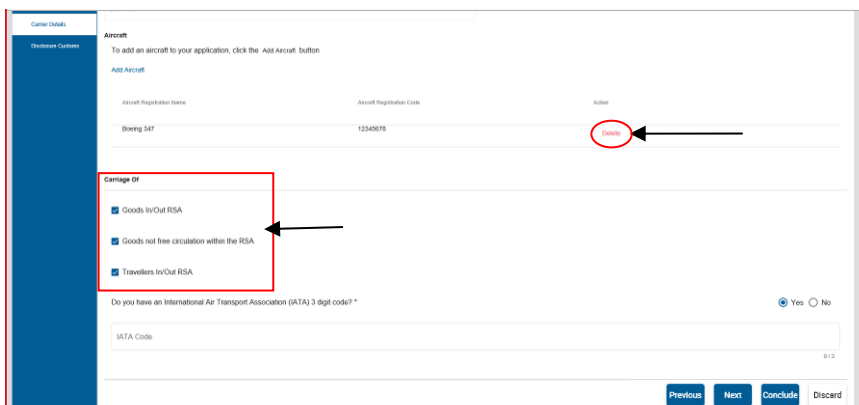 Carrier Details
Disclosure Customs
Aircraft
To add an aircraft to your application, click the Add Aircraft button
Add Aircraft
Aircraft Registration Name Aircraft Registration Code Action
Boeing 347 12345678 Delete
Carriage Of
Goods In/Out RSA
Goods not free circulation within the RSA
Travellers In/Out RSA
Do you have an International Air Transport Association (IATA) 3 digit code? * Yes No
IATA Code
0 / 3
Previous Next Conclude Discard